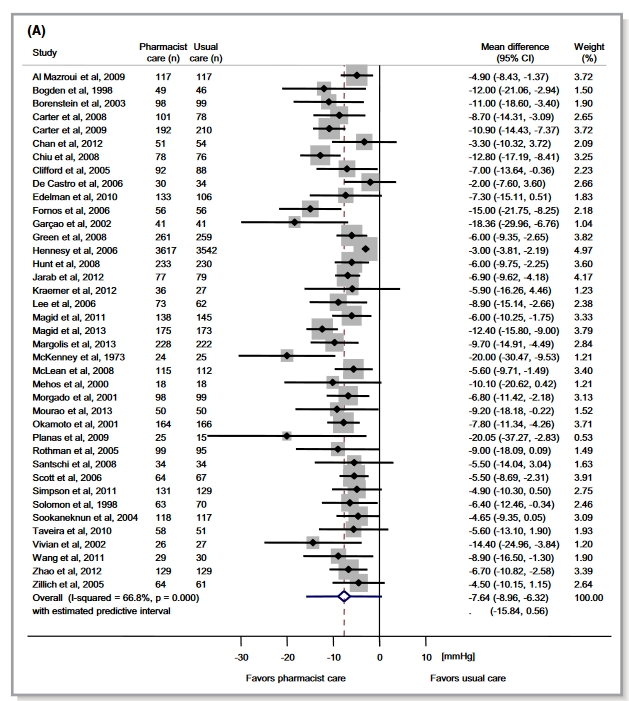 (A)
Study Pharmacist care (n) Usual care (n) Mean difference (95% CI) Weight (%)
Al Mazroui et al, 2009 117 117 -4.90 (-8.43, -1.37) 3.72
Bogden et al, 1998 49 46 -12.00 (-21.06, -2.94) 1.50
Borenstein et al, 2003 98 99 -11.00 (-18.60, -3.40) 1.90
Carter et al, 2008 101 78 -8.70 (-14.31, -3.09) 2.65
Carter et al, 2009 192 210 -10.90 (-14.43, -7.37) 3.72
Chan et al, 2012 51 54 -3.30 (-10.32, 3.72) 2.09
Chiu et al, 2008 78 76 -12.80 (-17.19, -8.41) 3.25
Clifford et al, 2005 92 88 -7.00 (-13.64, -0.36) 2.23
De Castro et al, 2006 30 34 -2.00 (-7.60, 3.60) 2.66
Edelman et al, 2010 133 106 -7.30 (-15.11, 0.51) 1.83
Fornos et al, 2006 56 56 -15.00 (-21.75, -8.25) 2.18
Garçao et al, 2002 41 41 -18.36 (-29.96, -6.76) 1.04
Green et al, 2008 261 259 -6.00 (-9.35, -2.65) 3.82
Hennesy et al, 2006 3617 3542 -3.00 (-3.81, -2.19) 4.97
Hunt et al, 2008 233 230 -6.00 (-9.75, -2.25) 3.60
Jarab et al, 2012 77 79 -6.90 (-9.62, -4.18) 4.17
Kraemer et al, 2012 36 27 -5.90 (-16.26, 4.46) 1.23
Lee et al, 2006 73 62 -8.90 (-15.14, -2.66) 2.38
Magid et al, 2011 138 145 -6.00 (-10.25, -1.75) 3.33
Magid et al, 2013 175 173 -12.40 (-15.80, -9.00) 3.79
Margolis et al, 2013 228 222 -9.70 (-14.91, -4.49) 2.84
McKenney et al, 1973 24 25 -20.00 (-30.47, -9.53) 1.21
McLean et al, 2008 115 112 -5.60 (-9.71, -1.49) 3.40
Mehos et al, 2000 18 18 -10.10 (-20.62, 0.42) 1.21
Morgado et al, 2001 98 99 -6.80 (-11.42, -2.18) 3.13
Mourao et al, 2013 50 50 -9.20 (-18.18, -0.22) 1.52
Okamoto et al, 2001 164 166 -7.80 (-11.34, -4.26) 3.71
Planas et al, 2009 25 15 -20.05 (-37.27, -2.83) 0.53
Rothman et al, 2005 99 95 -9.00 (-18.09, 0.09) 1.49
Santschi et al, 2008 34 34 -5.50 (-14.04, 3.04) 1.63
Scott et al, 2006 64 67 -5.50 (-8.69, -2.31) 3.91
Simpson et al, 2011 131 129 -4.90 (-10.30, 0.50) 2.75
Solomon et al, 1998 63 70 -6.40 (-12.46, -0.34) 2.46
Sookaneknun et al, 2004 118 117 -4.65 (-9.35, 0.05) 3.09
Taveira et al, 2010 58 51 -5.60 (-13.10, 1.90) 1.93
Vivian et al, 2002 26 27 -14.40 (-24.96, -3.84) 1.20
Wang et al, 2011 29 30 -8.90 (-16.50, -1.30) 1.90
Zhao et al, 2012 129 129 -6.70 (-10.82, -2.58) 3.39
Zillich et al, 2005 64 61 -4.50 (-10.15, 1.15) 2.64
Overall (I-squared = 66.8%, p = 0.000) -7.64 (-8.96, -6.32) 100.00
with estimated predictive interval . (-15.84, 0.56)
-30 -20 -10 0 10 [mmHg]
Favors pharmacist care Favors usual care